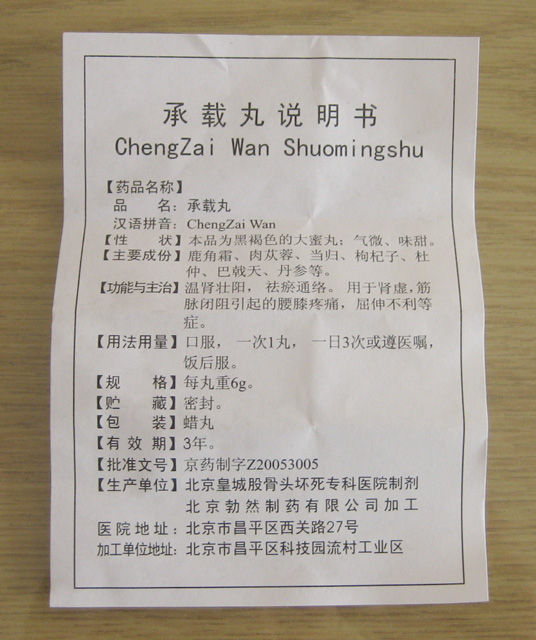 承载丸说明书
ChengZai Wan Shuomingshu
【药品名称】
品 名：承载丸
汉语拼音：ChengZai Wan
【性 状】本品为黑褐色的大蜜丸；气微、味甜。
【主要成份】鹿角霜、肉苁蓉、当归、枸杞子、杜
仲、巴戟天、丹参等。
【功能与主治】温肾壮阳，祛瘀通络。用于肾虚，筋
脉闭阻引起的腰膝疼痛，屈伸不利等
症。
【用法用量】口服，一次1丸，一日3次或遵医嘱，
饭后服。
【规 格】每丸重6g。
【贮 藏】密封。
【包 装】蜡丸
【有 效 期】3年。
【批准文号】京药制字Z20053005
【生产单位】北京皇城股骨头坏死专科医院制剂
北京勃然制药有限公司加工
医院地址：北京市昌平区西关路27号
加工单位地址：北京市昌平区科技园流村工业区